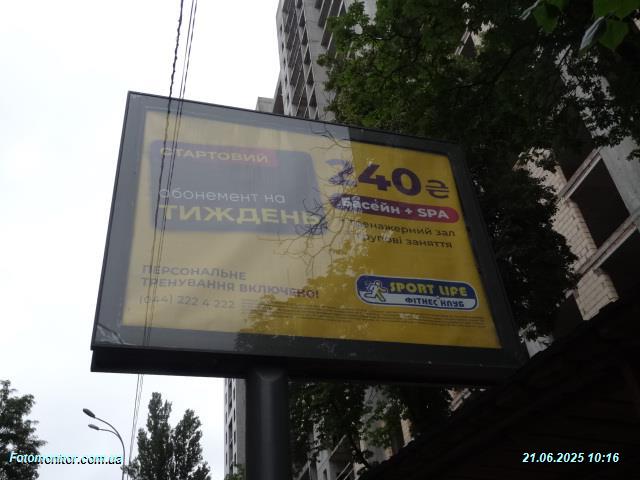 СТАРТОВИЙ
абонемент на
ТИЖДЕНЬ
240₴
Басейн + SPA
тренажерний зал
групові заняття
ПЕРСОНАЛЬНЕ
ТРЕНУВАННЯ ВКЛЮЧЕНО!
(044) 222 4 222
SPORT LIFE
ФІТНЕС КЛУБ
Fotomonitor.com.ua
21.06.2025 10:16